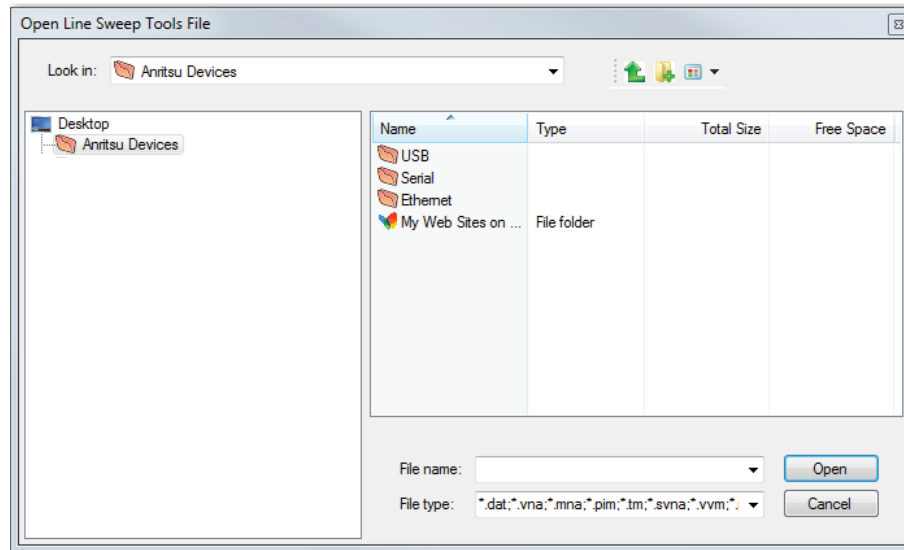 Open Line Sweep Tools File
Look in: Anritsu Devices
Desktop
Anritsu Devices
Name Type Total Size Free Space
USB
Serial
Ethernet
My Web Sites on ... File folder
File name: Open
File type: *.dat;*.vna;*.mna;*.pim;*.tm;*.svna;*.vvm;*. Cancel